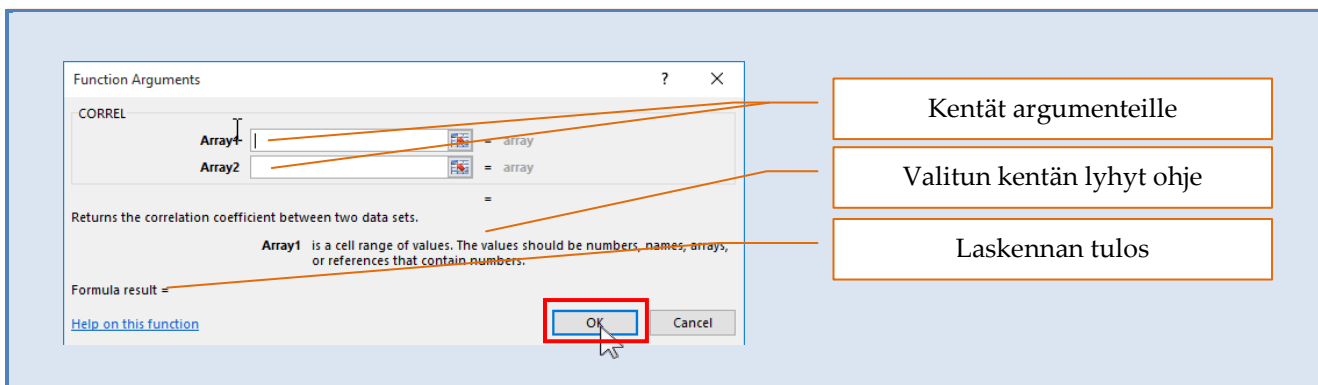 Function Arguments ? ×
CORREL
Array1 = array
Array2 = array
=
Returns the correlation coefficient between two data sets.
Array1 is a cell range of values. The values should be numbers, names, arrays,
or references that contain numbers.
Formula result =
Help on this function
OK Cancel
Kentät argumenteille
Valitun kentän lyhyt ohje
Laskennan tulos